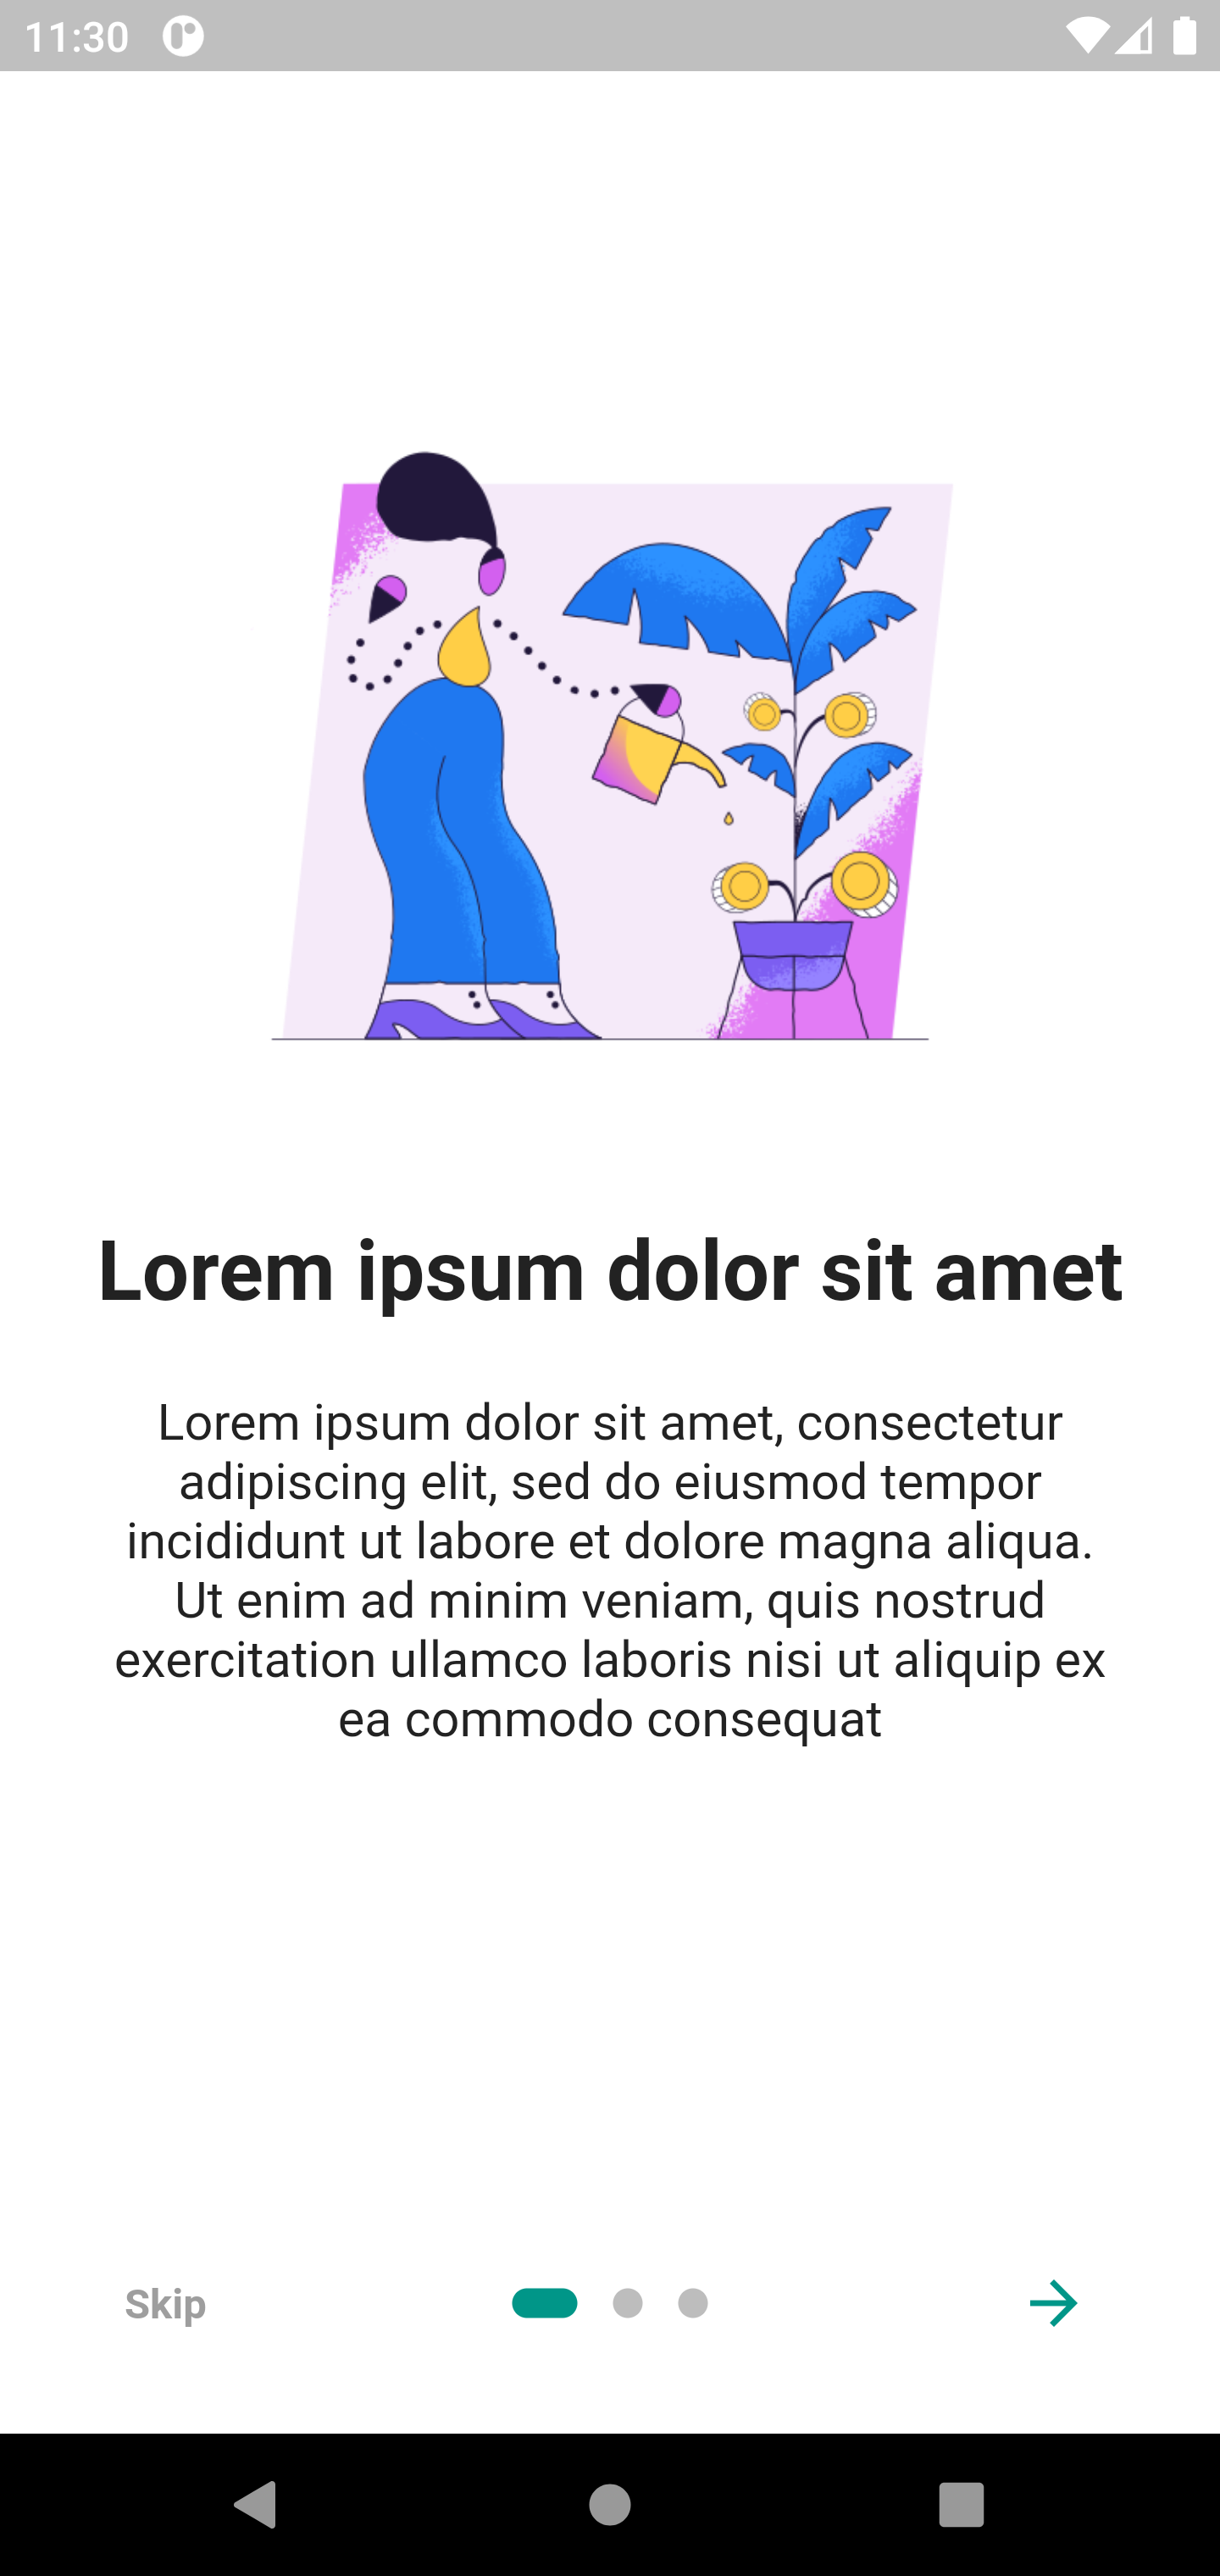 11:30
Lorem ipsum dolor sit amet
Lorem ipsum dolor sit amet, consectetur
adipiscing elit, sed do eiusmod tempor
incididunt ut labore et dolore magna aliqua.
Ut enim ad minim veniam, quis nostrud
exercitation ullamco laboris nisi ut aliquip ex
ea commodo consequat
Skip